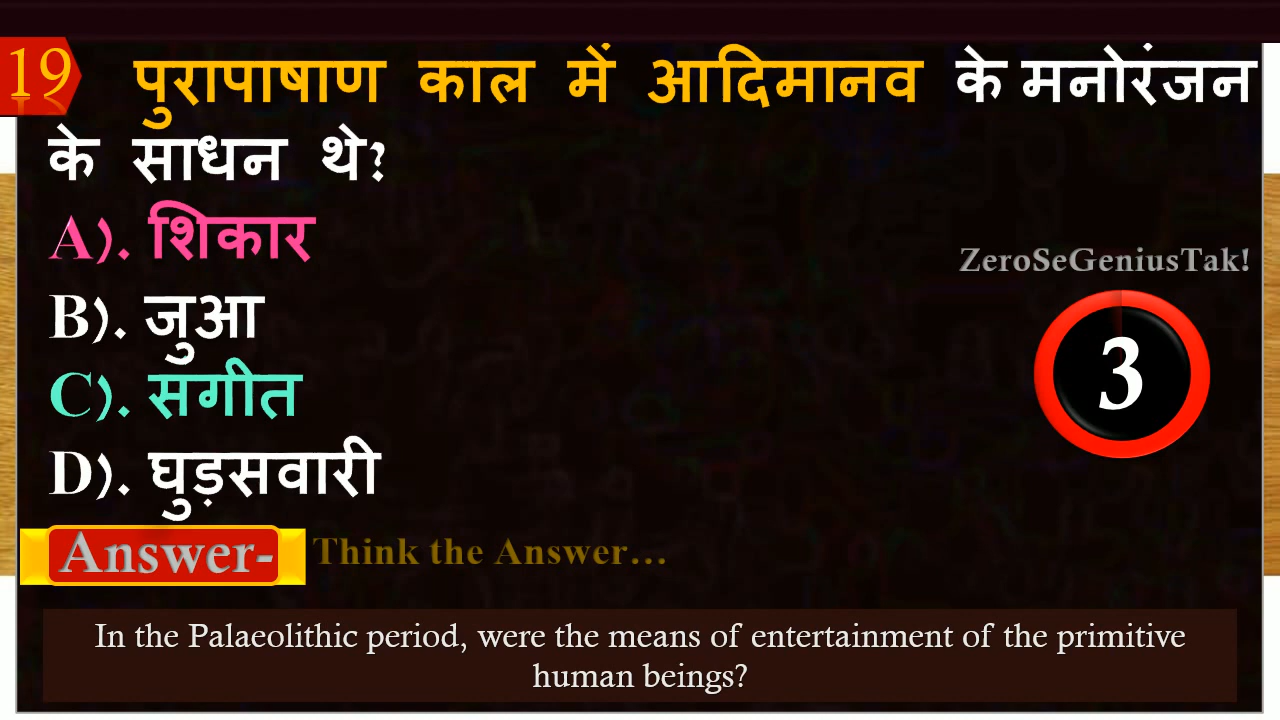 19 पुरापाषाण काल में आदिमानव के मनोरंजन
के साधन थे?
A). शिकार
ZeroSeGeniusTak!
B). जुआ
3
C). सगीत
D). घुड़सवारी
Answer- Think the Answer...
In the Palaeolithic period, were the means of entertainment of the primitive
human beings?